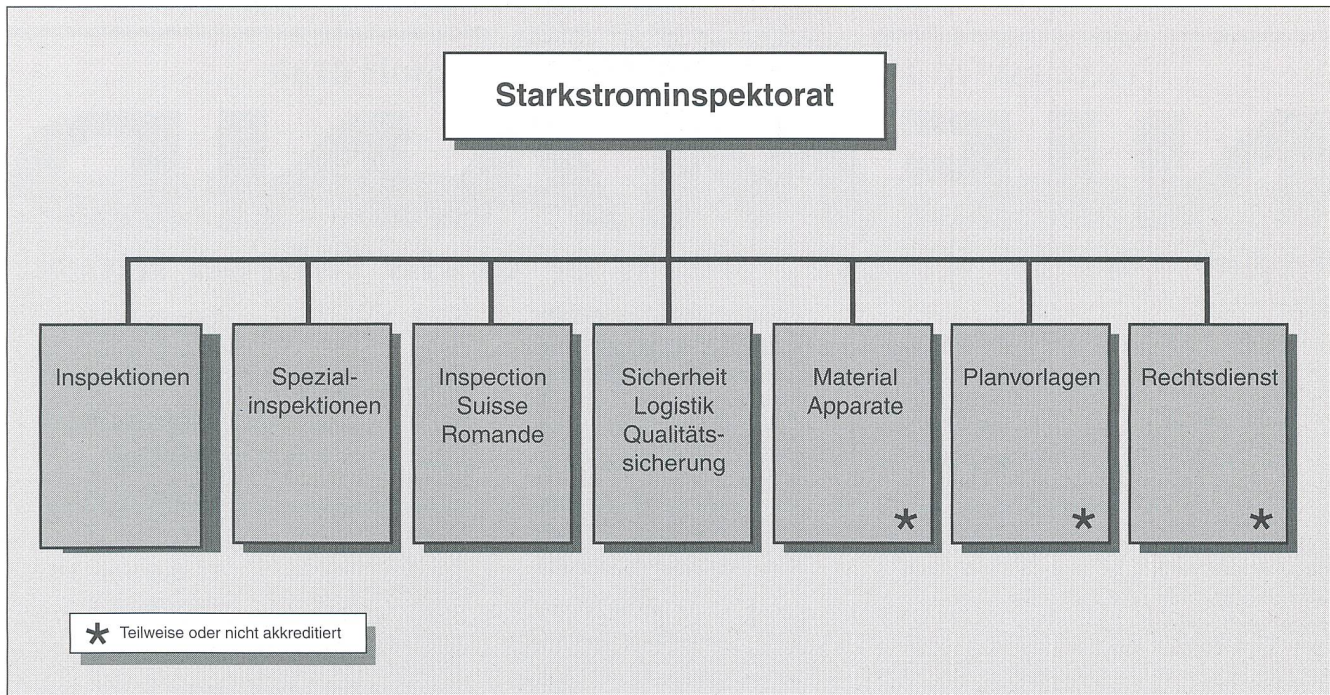 Starkstrominspektorat
Inspektionen
Spezial-
inspektionen
Inspection
Suisse
Romande
Sicherheit
Logistik
Qualitäts-
sicherung
Material
Apparate
*
Planvorlagen
*
Rechtsdienst
*
* Teilweise oder nicht akkreditiert